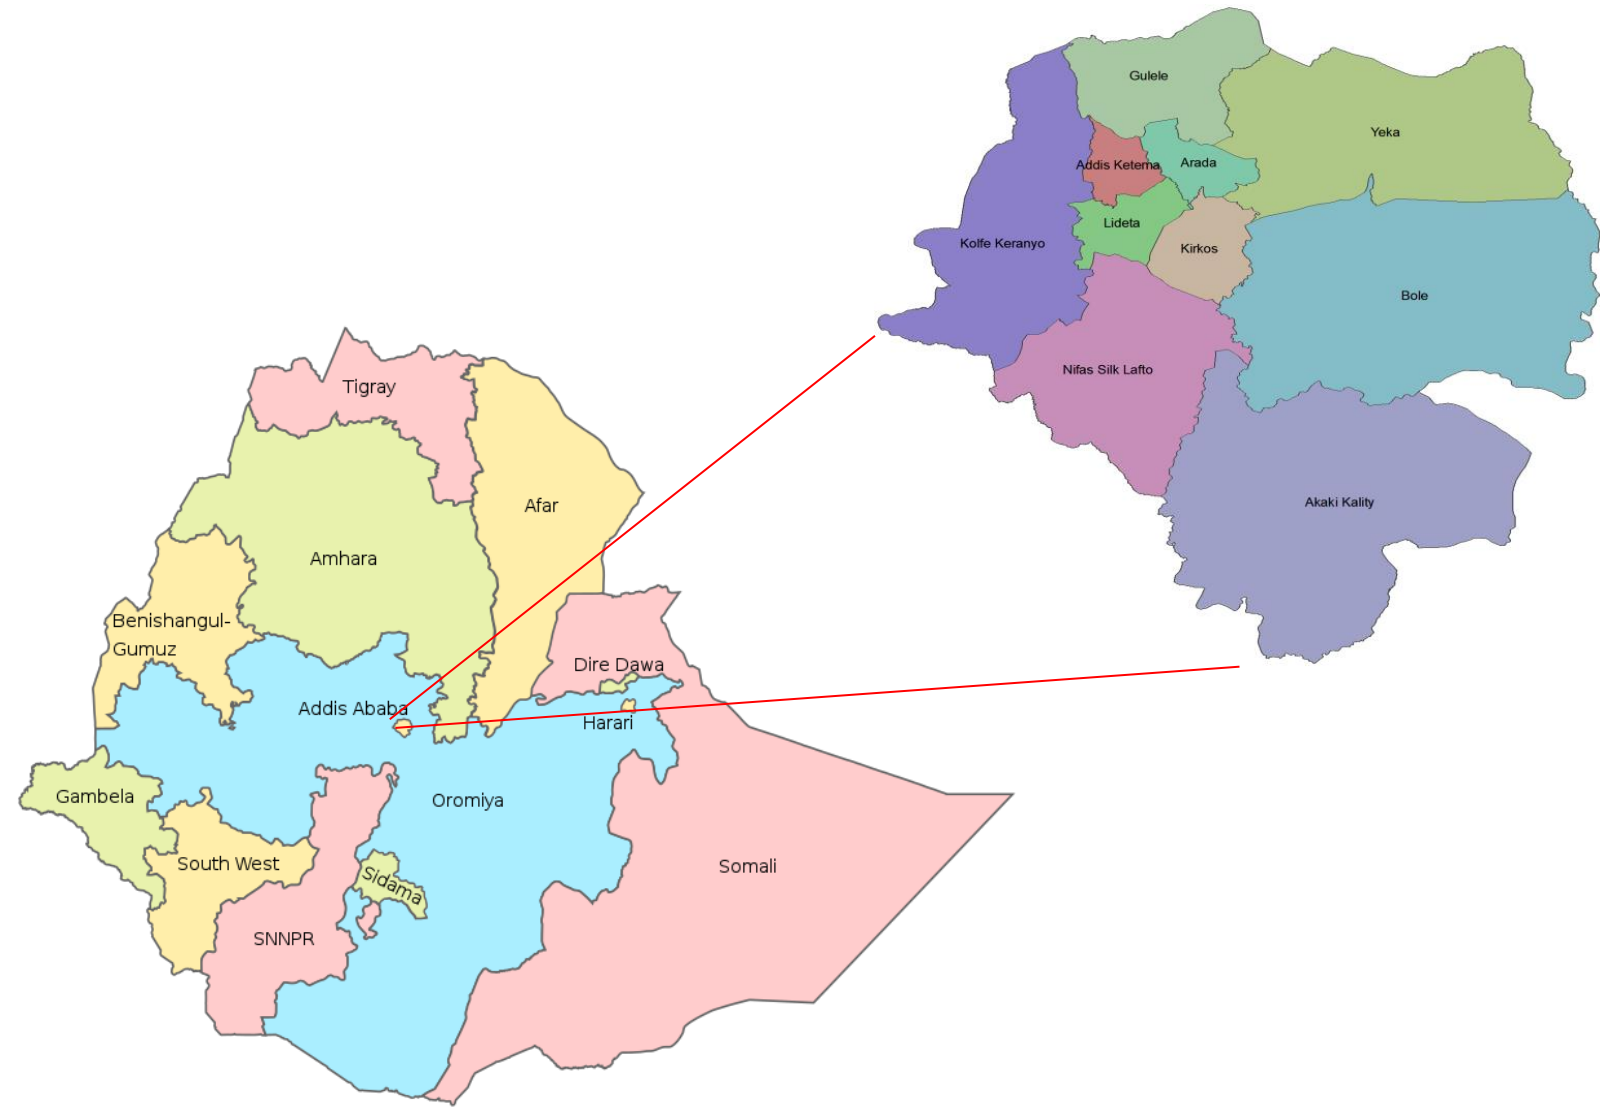 Gulele
Yeka
Addis Ketema
Arada
Lideta
Kolfe Keranyo
Kirkos
Bole
Nifas Silk Lafto
Akaki Kality
Tigray
Afar
Amhara
Benishangul-
Gumuz
Dire Dawa
Addis Ababa
Harari
Gambela
Oromiya
South West
Somali
Sidama
SNNPR